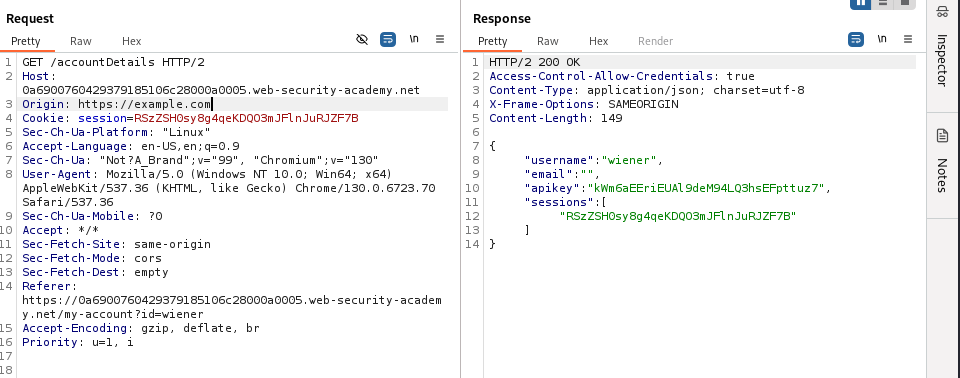 Request
Pretty Raw Hex \n
1 GET /accountDetails HTTP/2
2 Host:
0a6900760429379185106c28000a0005.web-security-academy.net
3 Origin: https://example.com
4 Cookie: session=RSzZSH0sy8g4qeKDQO3mJFlnJuRJZF7B
5 Sec-Ch-Ua-Platform: "Linux"
6 Accept-Language: en-US,en;q=0.9
7 Sec-Ch-Ua: "Not?A_Brand";v="99", "Chromium";v="130"
8 User-Agent: Mozilla/5.0 (Windows NT 10.0; Win64; x64)
AppleWebKit/537.36 (KHTML, like Gecko) Chrome/130.0.6723.70
Safari/537.36
9 Sec-Ch-Ua-Mobile: ?0
10 Accept: */*
11 Sec-Fetch-Site: same-origin
12 Sec-Fetch-Mode: cors
13 Sec-Fetch-Dest: empty
14 Referer:
https://0a6900760429379185106c28000a0005.web-security-academ
y.net/my-account?id=wiener
15 Accept-Encoding: gzip, deflate, br
16 Priority: u=1, i
17
18
Response
Pretty Raw Hex Render \n
1 HTTP/2 200 OK
2 Access-Control-Allow-Credentials: true
3 Content-Type: application/json; charset=utf-8
4 X-Frame-Options: SAMEORIGIN
5 Content-Length: 149
6
7 {
8 "username":"wiener",
9 "email":"",
10 "apikey":"kWm6aEEriEUAl9deM94LQ3hsEFpttuz7",
11 "sessions":[
12 "RSzZSH0sy8g4qeKDQO3mJFlnJuRJZF7B"
13 ]
14 }
Inspector
Notes